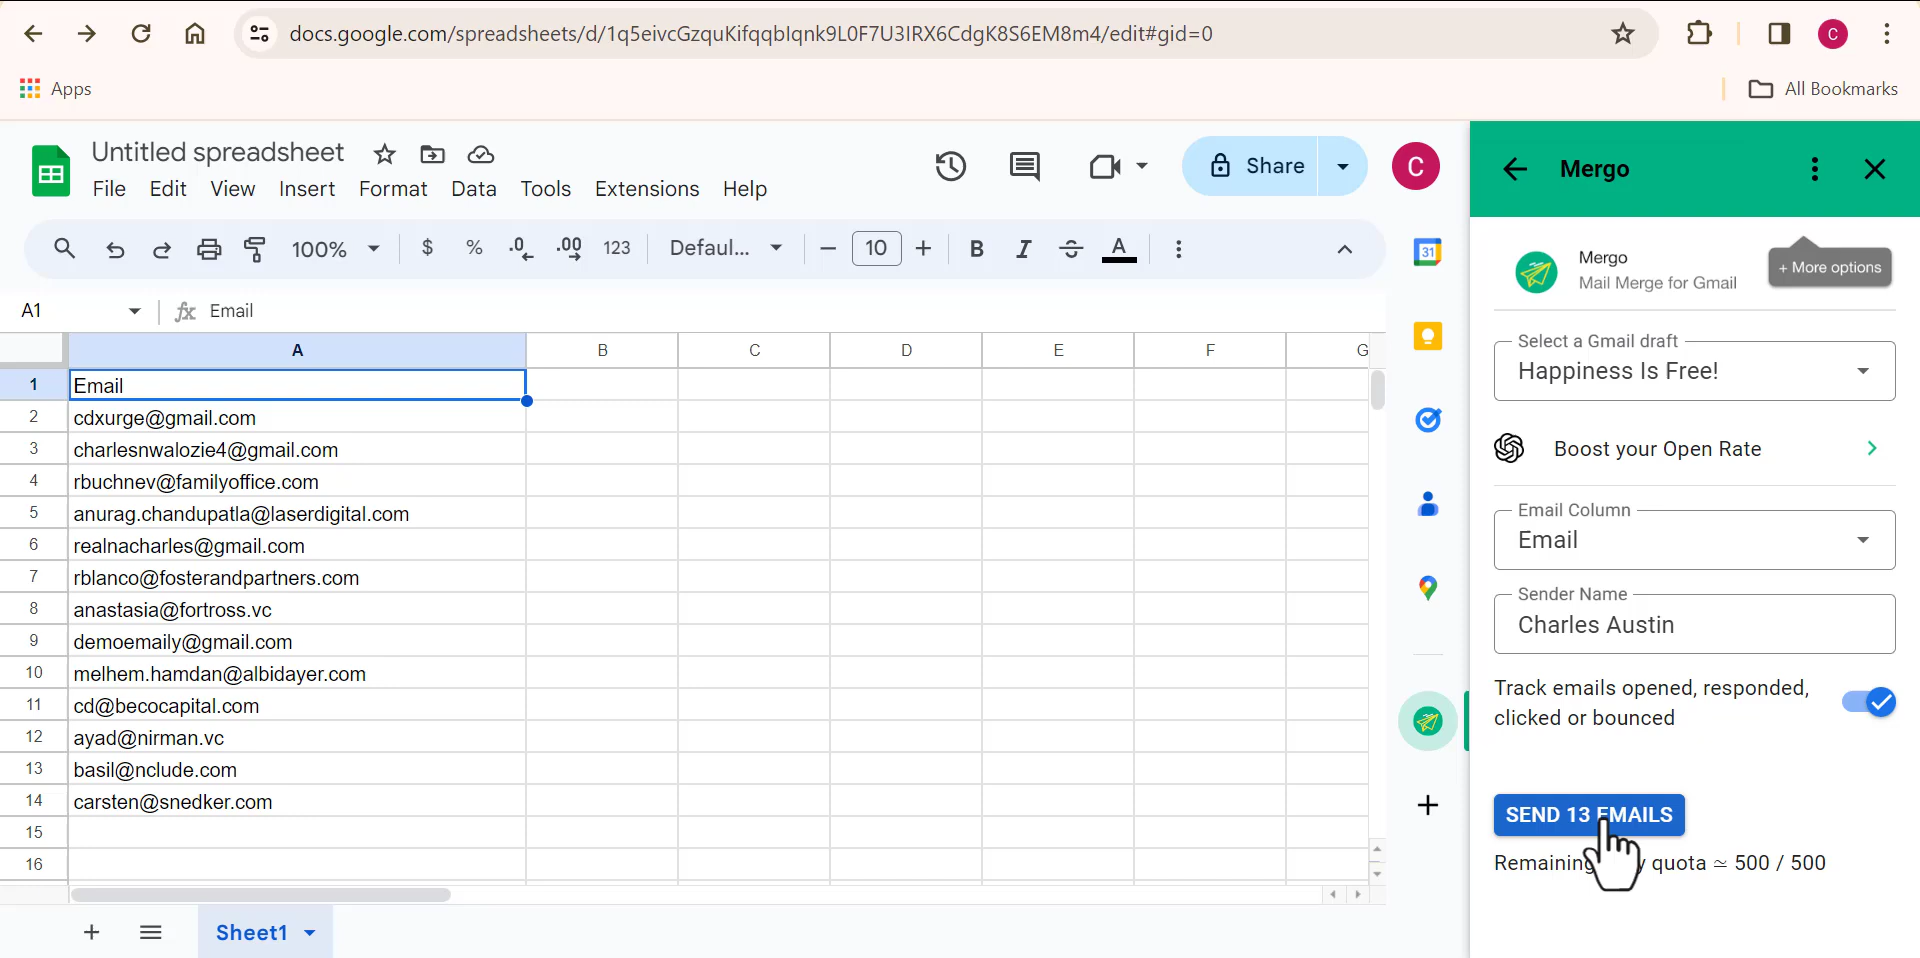 docs.google.com/spreadsheets/d/1q5eivcGzquKifqqblqnk9L0F7U3IRX6CdgK8S6EM8m4/edit#gid=0
C
Apps
All Bookmarks
Untitled spreadsheet
File Edit View Insert Format Data Tools Extensions Help
Share
C
Mergo
100% $ % .0 .00 123 Defaul... 10 B I S A
31
Mergo
Mail Merge for Gmail
+ More options
A1 fx Email
A B C D E F G
1 Email
2 cdxurge@gmail.com
3 charlesnwalozie4@gmail.com
4 rbuchnev@familyoffice.com
5 anurag.chandupatla@laserdigital.com
6 realnacharles@gmail.com
7 rblanco@fosterandpartners.com
8 anastasia@fortross.vc
9 demoemaily@gmail.com
10 melhem.hamdan@albidayer.com
11 cd@becocapital.com
12 ayad@nirman.vc
13 basil@nclude.com
14 carsten@snedker.com
15
16
Sheet1
Select a Gmail draft
Happiness Is Free!
Boost your Open Rate
Email Column
Email
Sender Name
Charles Austin
Track emails opened, responded,
clicked or bounced
SEND 13 EMAILS
Remaining quota ≃ 500 / 500